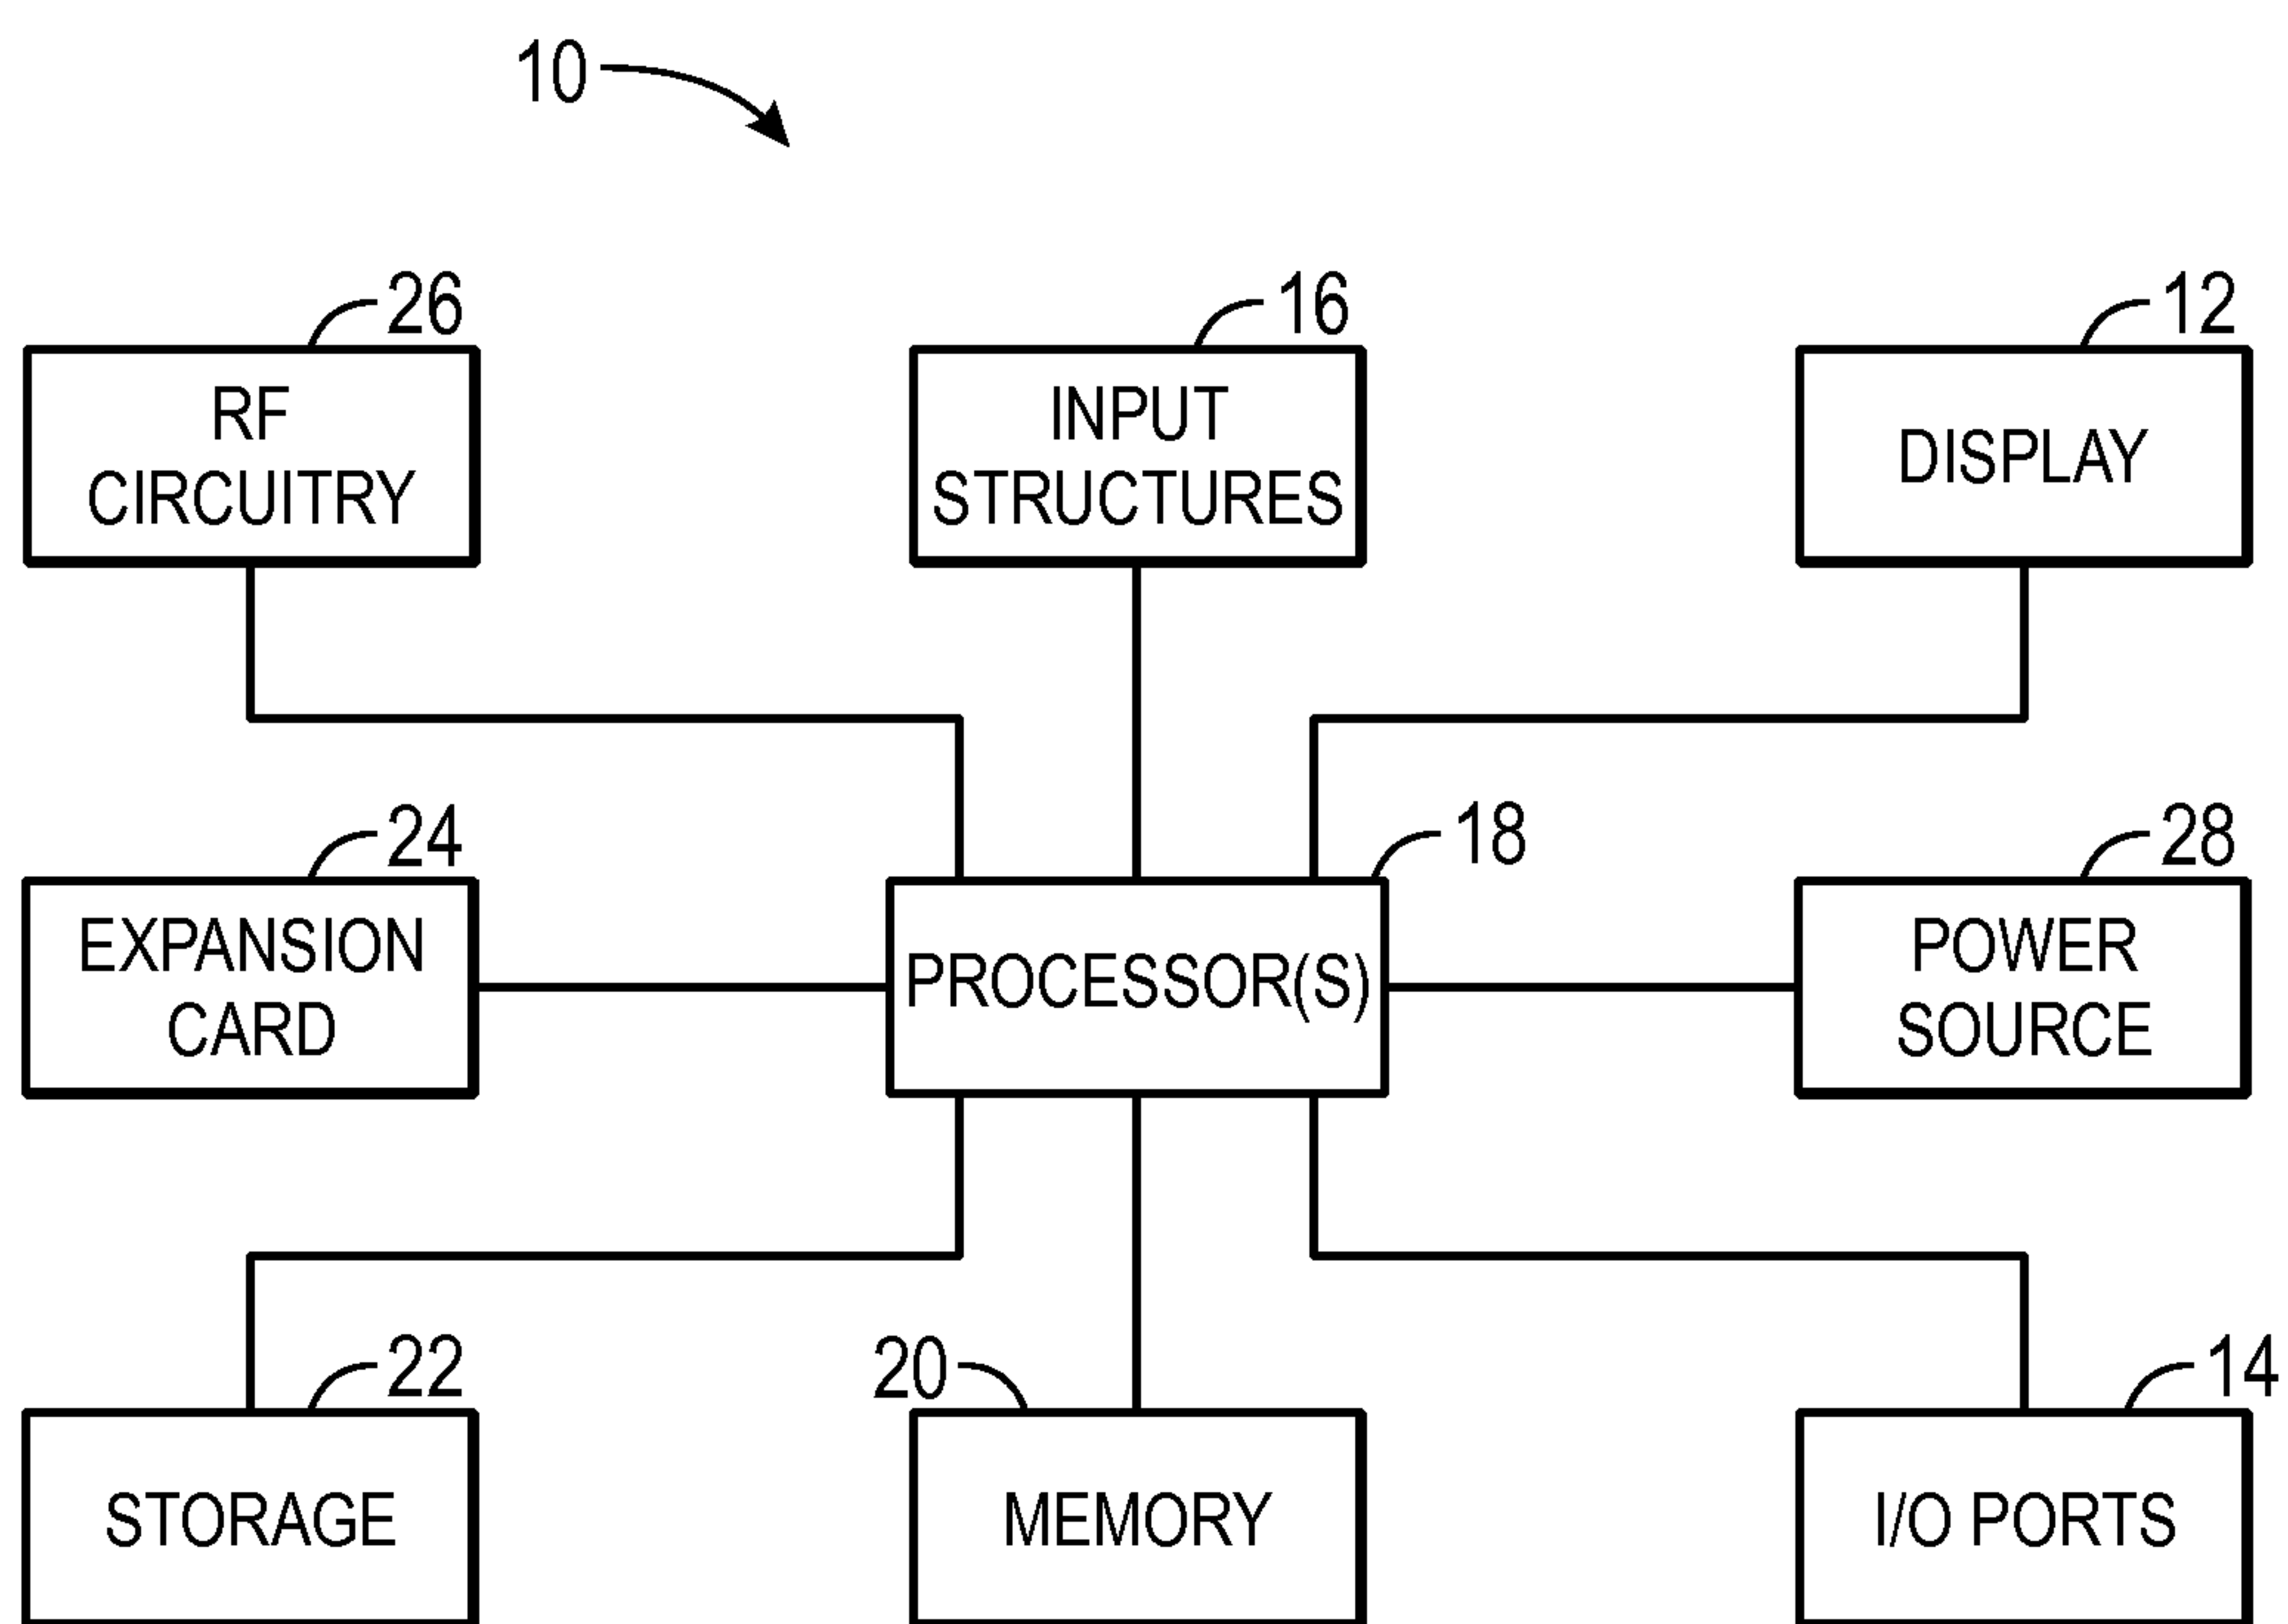 10
26
16
12
RF
CIRCUITRY
INPUT
STRUCTURES
DISPLAY
24
18
28
EXPANSION
CARD
PROCESSOR(S)
POWER
SOURCE
22
20
14
STORAGE
MEMORY
I/O PORTS